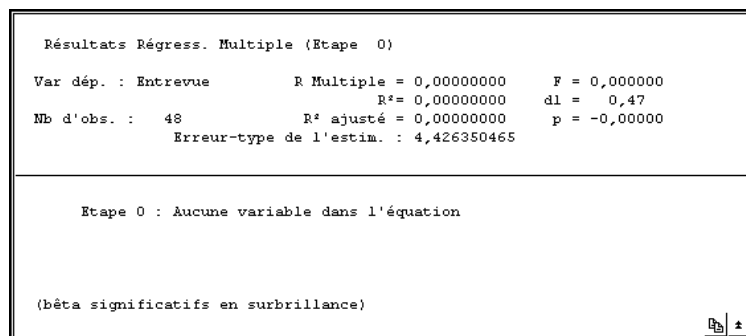 Résultats Régress. Multiple (Etape 0)
Var dép. : Entrevue R Multiple = 0,00000000 F = 0,000000
R²= 0,00000000 dl = 0,47
Nb d'obs. : 48 R² ajusté = 0,00000000 p = -0,00000
Erreur-type de l'estim. : 4,426350465
Etape 0 : Aucune variable dans l'équation
(bêta significatifs en surbrillance)